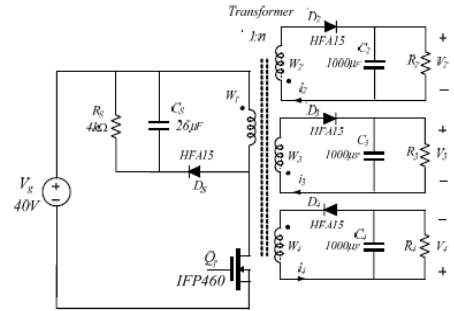 Transformer
1:n
D2
HFA15
W2
C2
1000µF
R2
V2
+
−
i2
Rs
4kΩ
Cs
26µF
W1
HFA15
Ds
Vg
40V
+
−
Q1
IFP460
D3
HFA15
W3
C3
1000µF
R3
V3
+
−
i3
D4
HFA15
W4
C4
1000µF
R4
V4
−
+
i4